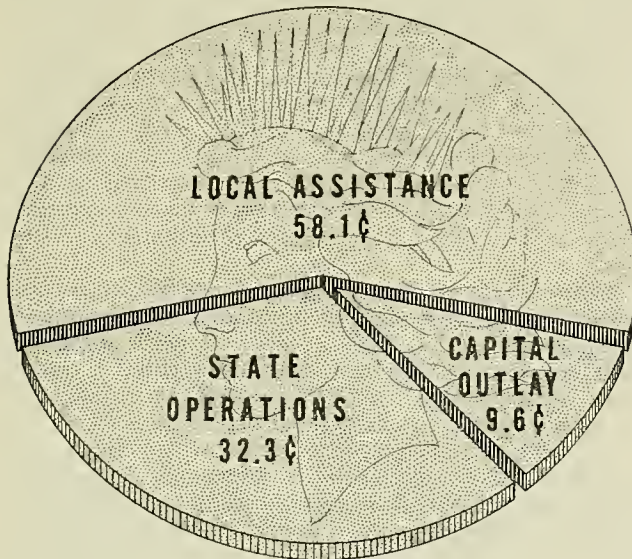 LOCAL ASSISTANCE
58.1¢
STATE
OPERATIONS
32.3¢
CAPITAL
OUTLAY
9.6¢